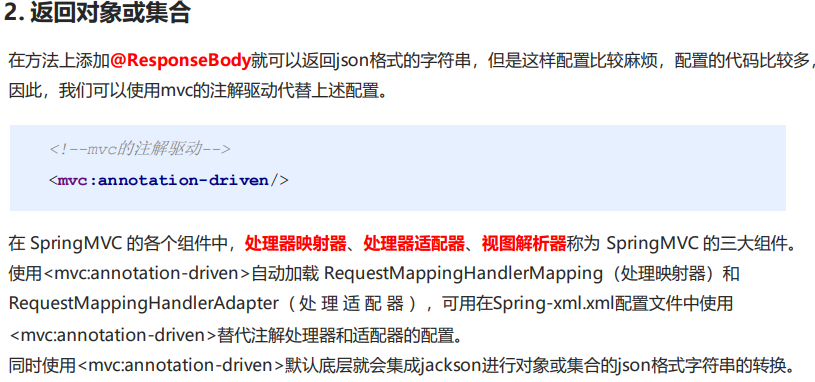 2. 返回对象或集合
在方法上添加@ResponseBody就可以返回json格式的字符串，但是这样配置比较麻烦，配置的代码比较多，
因此，我们可以使用mvc的注解驱动代替上述配置。
<!--mvc的注解驱动-->
<mvc:annotation-driven/>
在 SpringMVC 的各个组件中，处理器映射器、处理器适配器、视图解析器称为 SpringMVC 的三大组件。
使用<mvc:annotation-driven>自动加载 RequestMappingHandlerMapping（处理映射器）和
RequestMappingHandlerAdapter（ 处 理 适 配 器 ），可用在Spring-xml.xml配置文件中使用
<mvc:annotation-driven>替代注解处理器和适配器的配置。
同时使用<mvc:annotation-driven>默认底层就会集成jackson进行对象或集合的json格式字符串的转换。